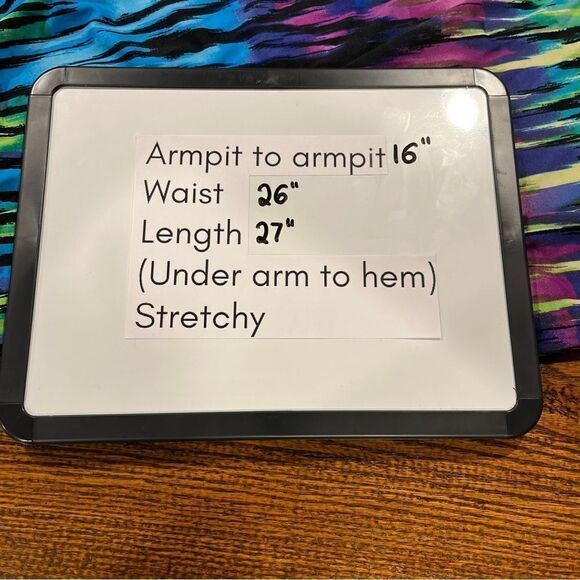 Armpit to armpit 16"
Waist 26"
Length 27"
(Under arm to hem)
Stretchy